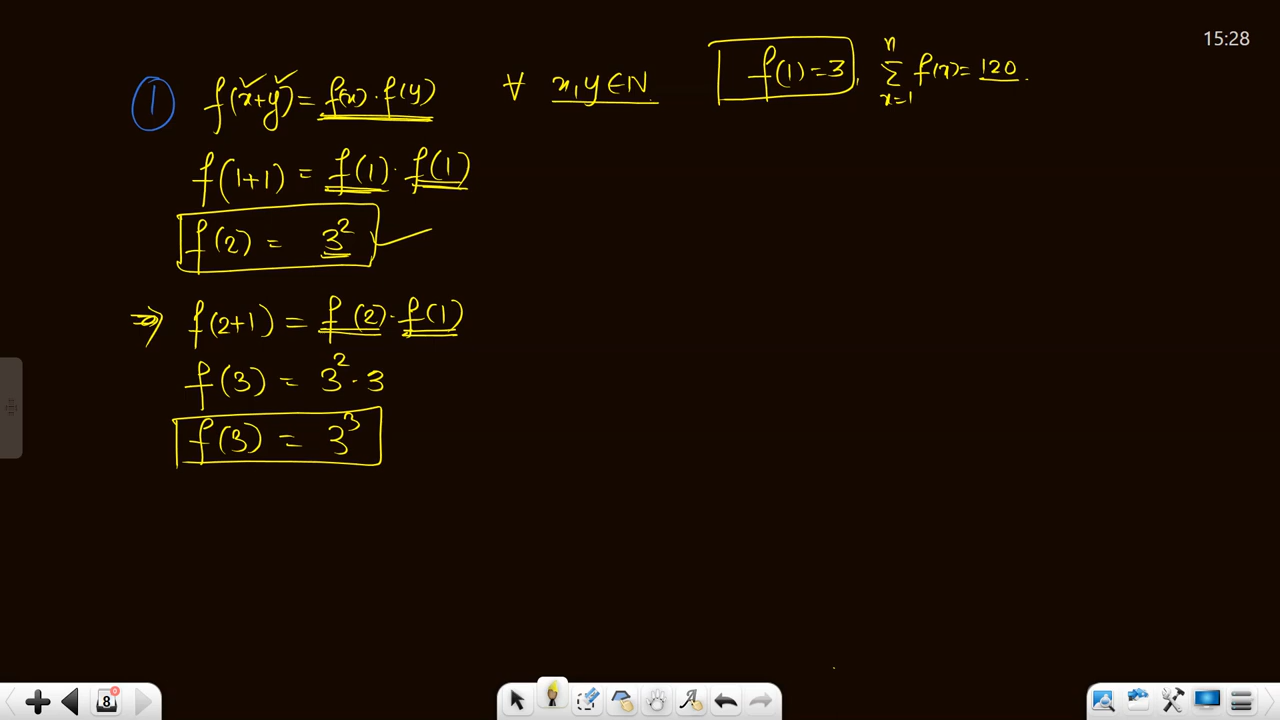 15:28
① f(x+y) = f(x)·f(y) ∀ x,y∈N f(1)=3, ∑_{x=1}^{n} f(x)=120.
f(1+1) = f(1)·f(1)
f(2) = 3²
⇒ f(2+1) = f(2)·f(1)
f(3) = 3²·3
f(3) = 3³
8